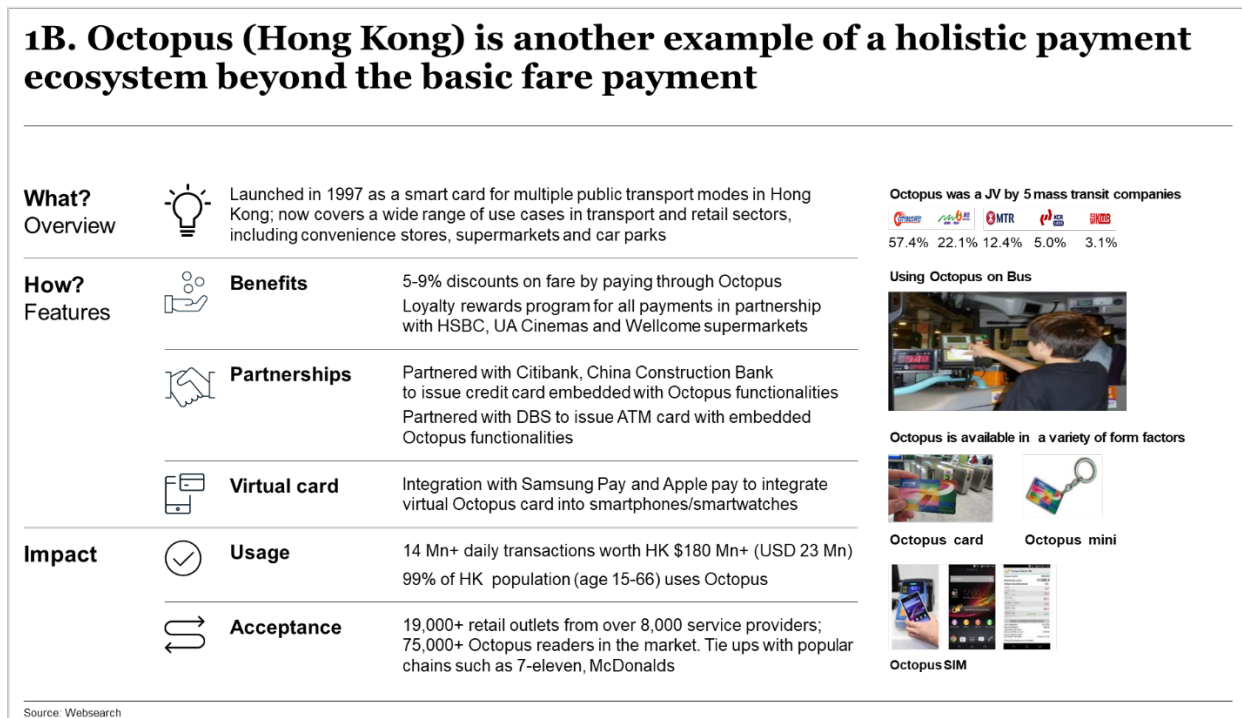 1B. Octopus (Hong Kong) is another example of a holistic payment
ecosystem beyond the basic fare payment
What?
Overview
Launched in 1997 as a smart card for multiple public transport modes in Hong
Kong; now covers a wide range of use cases in transport and retail sectors,
including convenience stores, supermarkets and car parks
How?
Features
Benefits
5-9% discounts on fare by paying through Octopus
Loyalty rewards program for all payments in partnership
with HSBC, UA Cinemas and Wellcome supermarkets
Partnerships
Partnered with Citibank, China Construction Bank
to issue credit card embedded with Octopus functionalities
Partnered with DBS to issue ATM card with embedded
Octopus functionalities
Virtual card
Integration with Samsung Pay and Apple pay to integrate
virtual Octopus card into smartphones/smartwatches
Impact
Usage
14 Mn+ daily transactions worth HK $180 Mn+ (USD 23 Mn)
99% of HK population (age 15-66) uses Octopus
Acceptance
19,000+ retail outlets from over 8,000 service providers;
75,000+ Octopus readers in the market. Tie ups with popular
chains such as 7-eleven, McDonalds
Octopus was a JV by 5 mass transit companies
MTR KCR KMB
57.4% 22.1% 12.4% 5.0% 3.1%
Using Octopus on Bus
Octopus is available in a variety of form factors
Octopus card Octopus mini
Octopus SIM
Source: Websearch